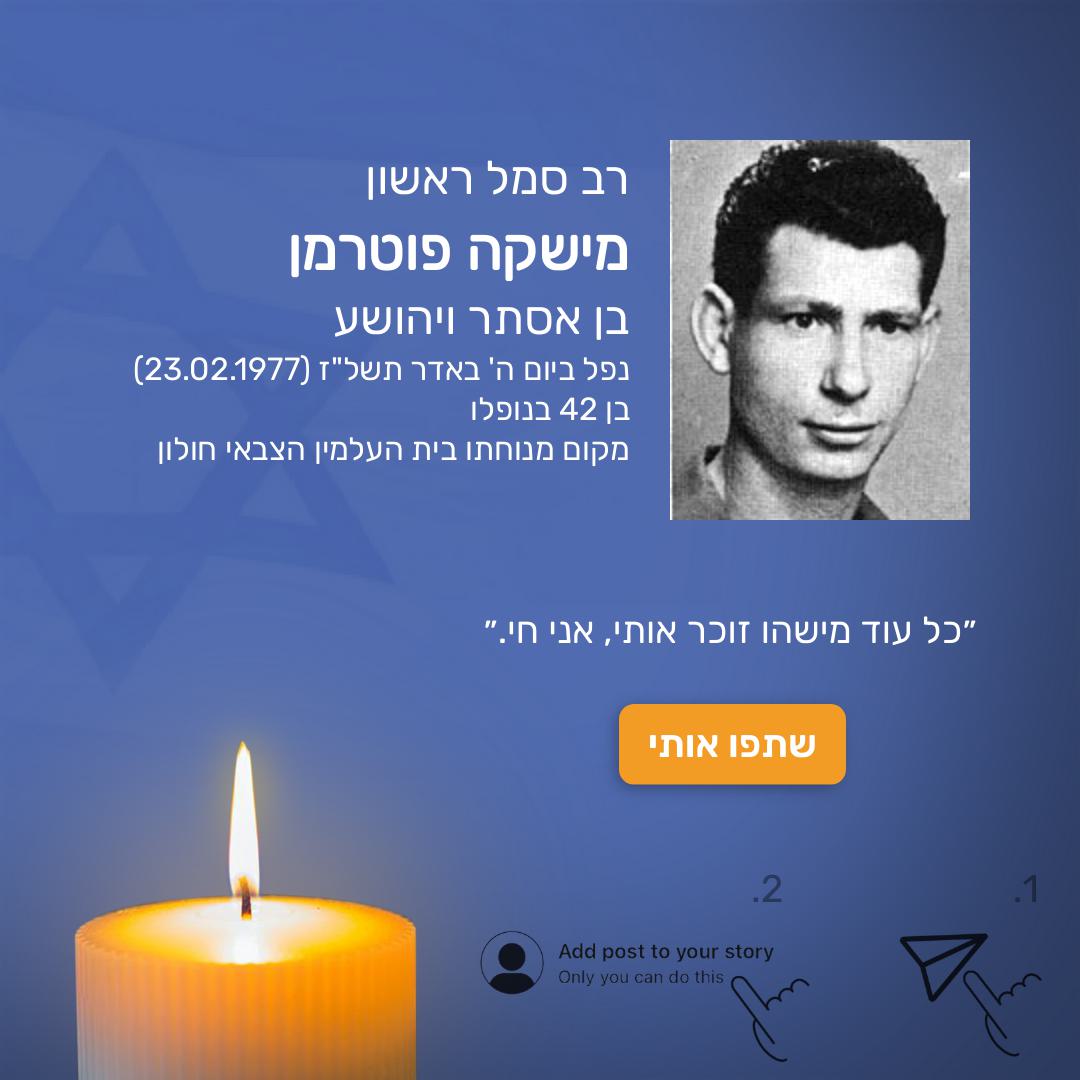 רב סמל ראשון
מישקה פוטרמן
בן אסתר ויהושע
נפל ביום ה' באדר תשל"ז (23.02.1977)
בן 42 בנופלו
מקום מנוחתו בית העלמין הצבאי חולון
״כל עוד מישהו זוכר אותי, אני חי.״
שתפו אותי
.1
.2
Add post to your story
Only you can do this